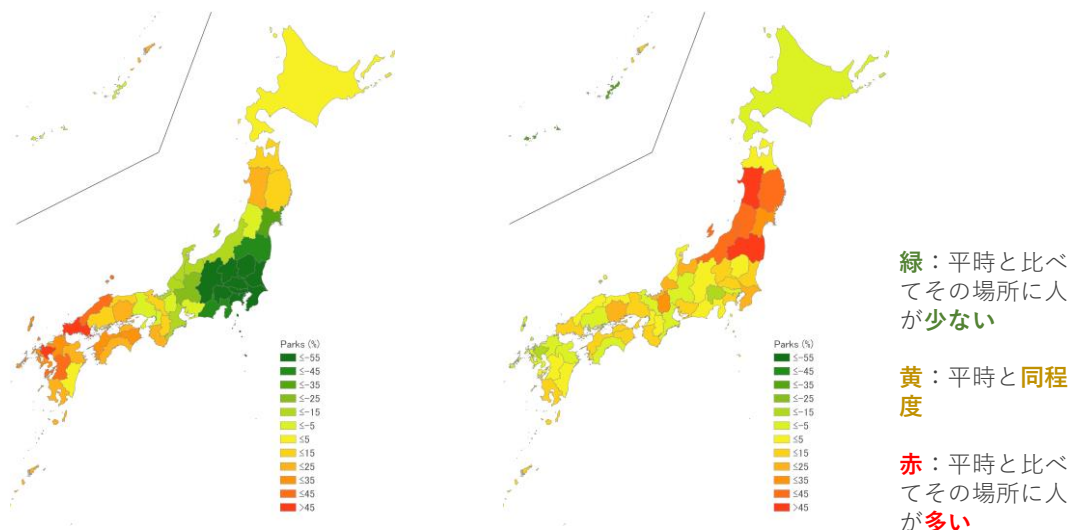 Parks (%)
≤-55
≤-45
≤-35
≤-25
≤-15
≤-5
≤5
≤15
≤25
≤35
≤45
>45
Parks (%)
≤-55
≤-45
≤-35
≤-25
≤-15
≤-5
≤5
≤15
≤25
≤35
≤45
>45
緑：平時と比べ
てその場所に人
が少ない
黄：平時と同程
度
赤：平時と比べ
てその場所に人
が多い